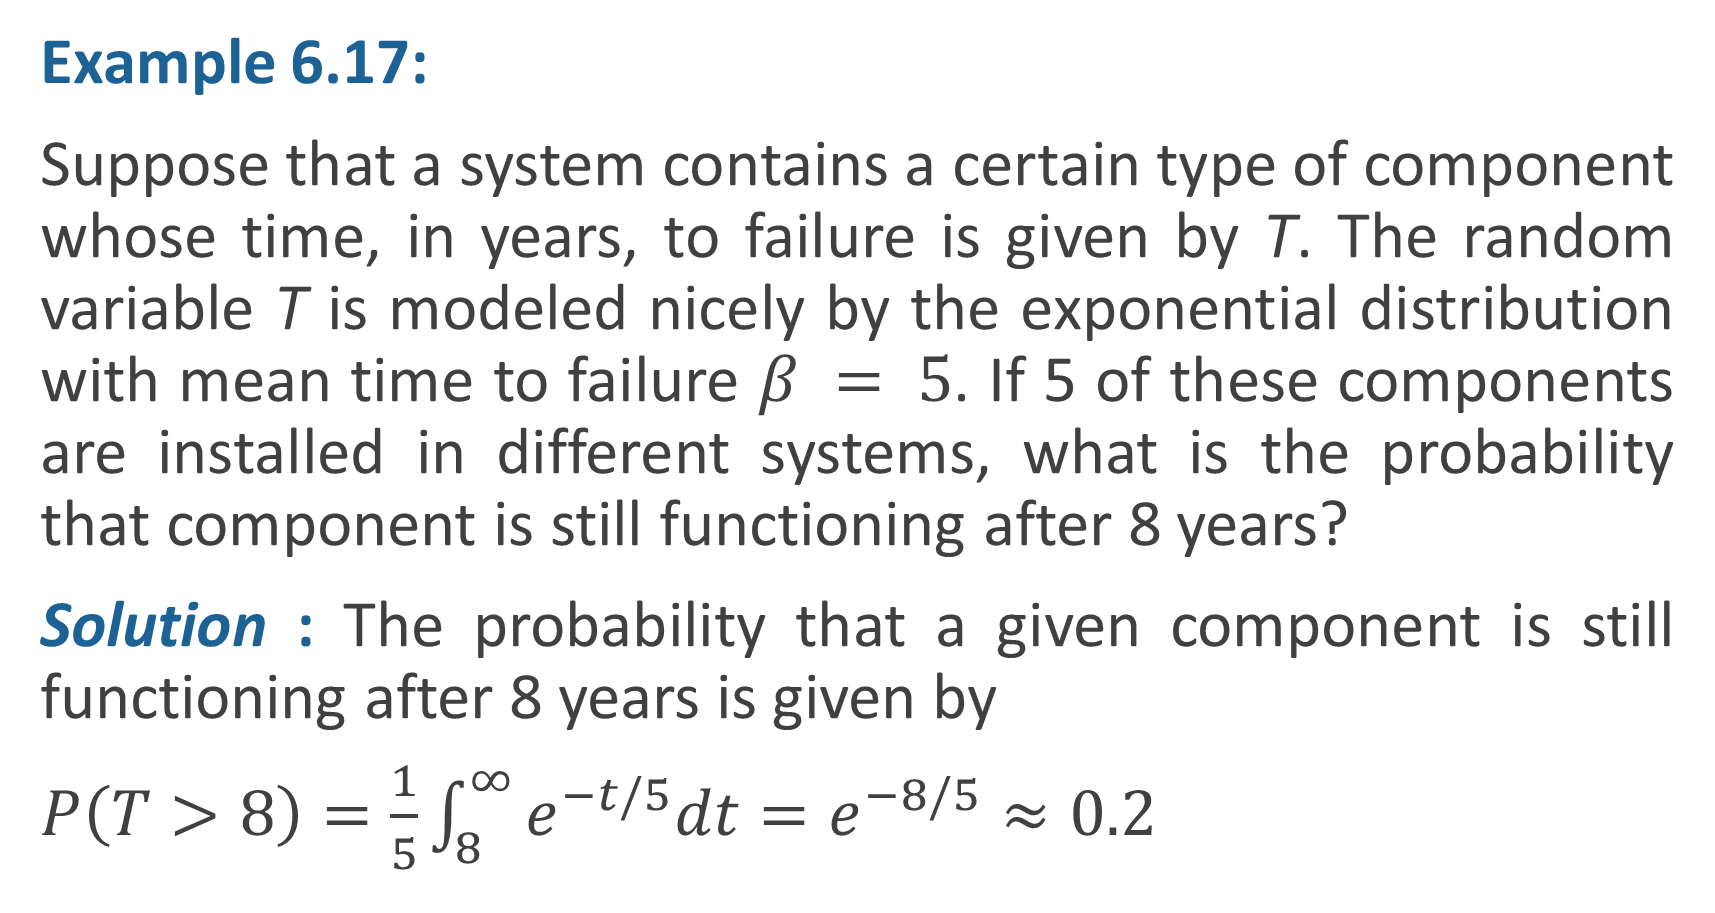 Example 6.17:
Suppose that a system contains a certain type of component
whose time, in years, to failure is given by T. The random
variable T is modeled nicely by the exponential distribution
with mean time to failure β = 5. If 5 of these components
are installed in different systems, what is the probability
that component is still functioning after 8 years?
Solution : The probability that a given component is still
functioning after 8 years is given by
P(T > 8) = \frac{1}{5} \int_{8}^{\infty} e^{-t/5} dt = e^{-8/5} ≈ 0.2